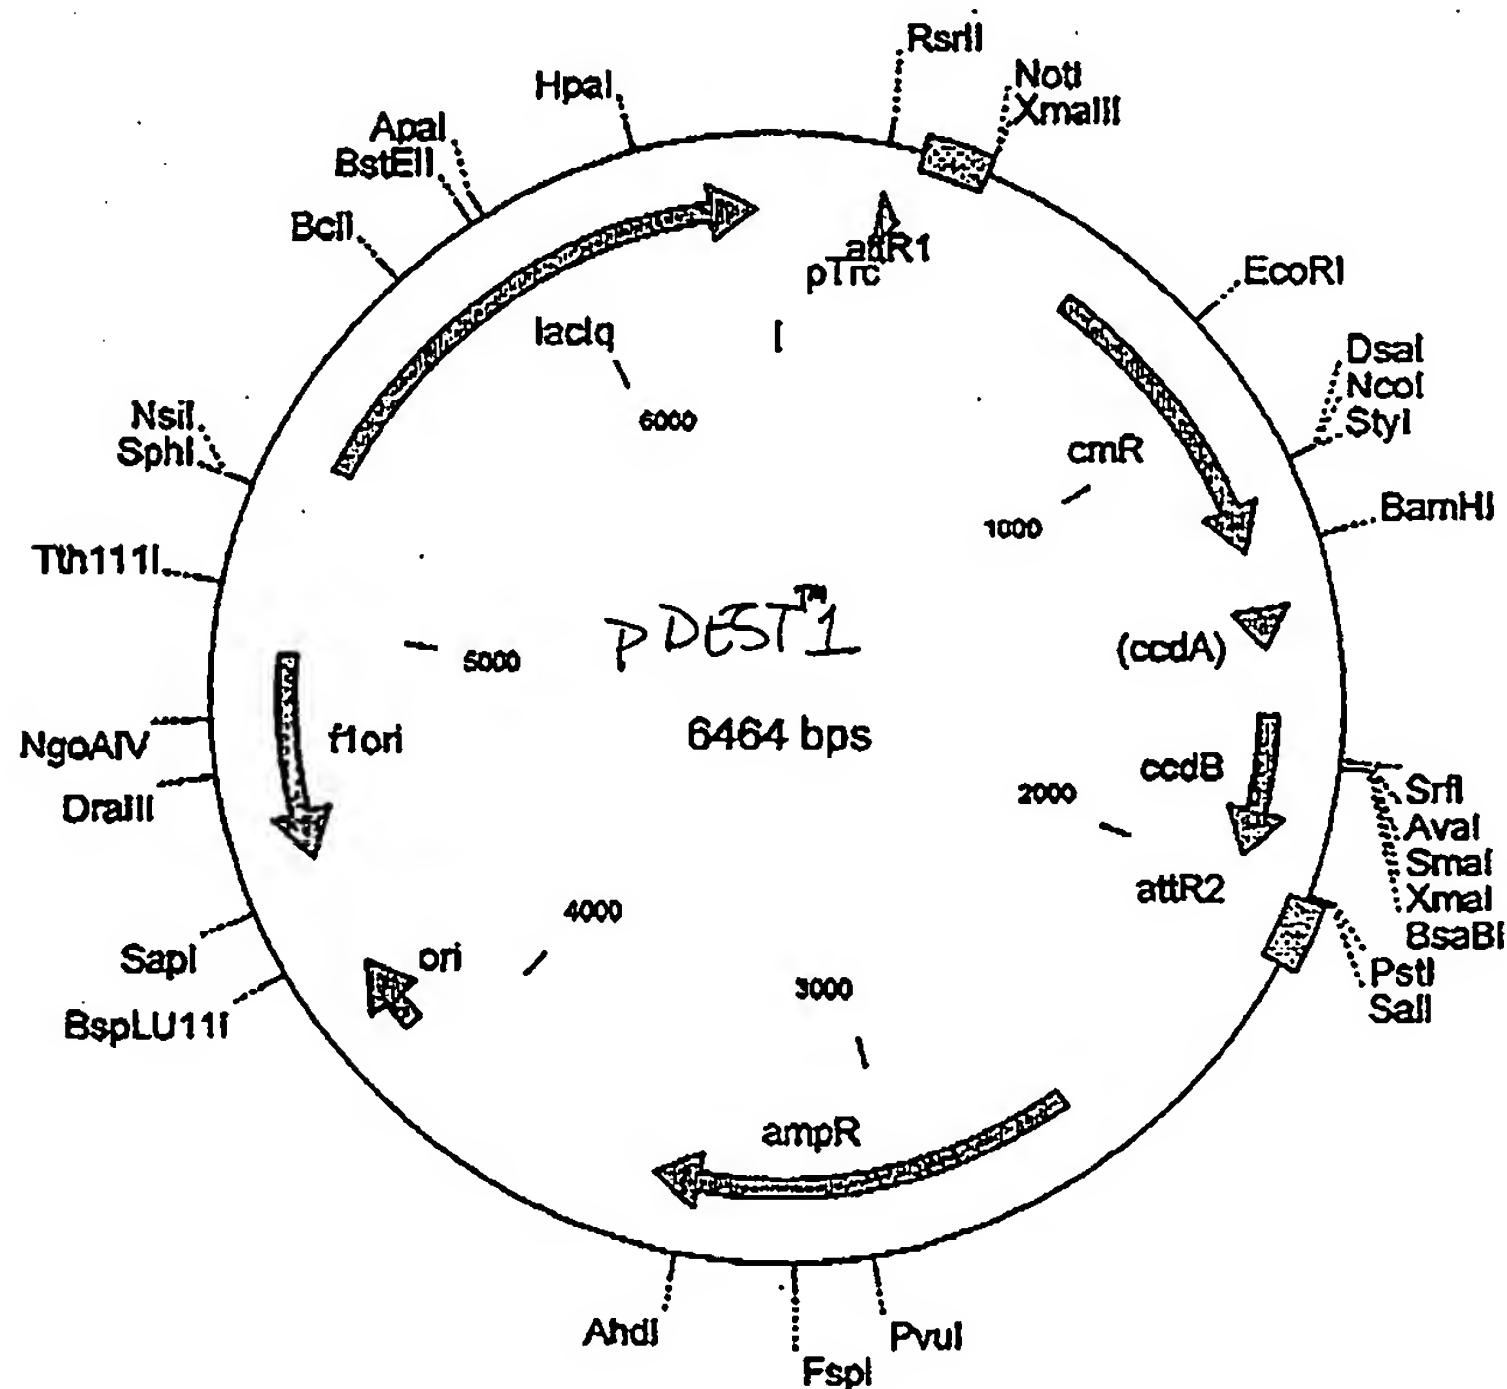 RsrII
NotI
XmaIII
HpaI
ApaI
BstEII
BclI
attR1
pTrc
EcoRI
lacIq
DsaI
NcoI
StyI
6000
NsiI
SphI
cmR
BamHI
1000
Tth111I
pDEST™1
5000
(ccdA)
NgoAIV
f1ori
6464 bps
ccdB
DraIII
2000
SrfI
AvaI
SmaI
XmaI
BsaBI
attR2
4000
SapI
ori
PstI
SalI
3000
BspLU11I
ampR
AhdI
PvuI
FspI